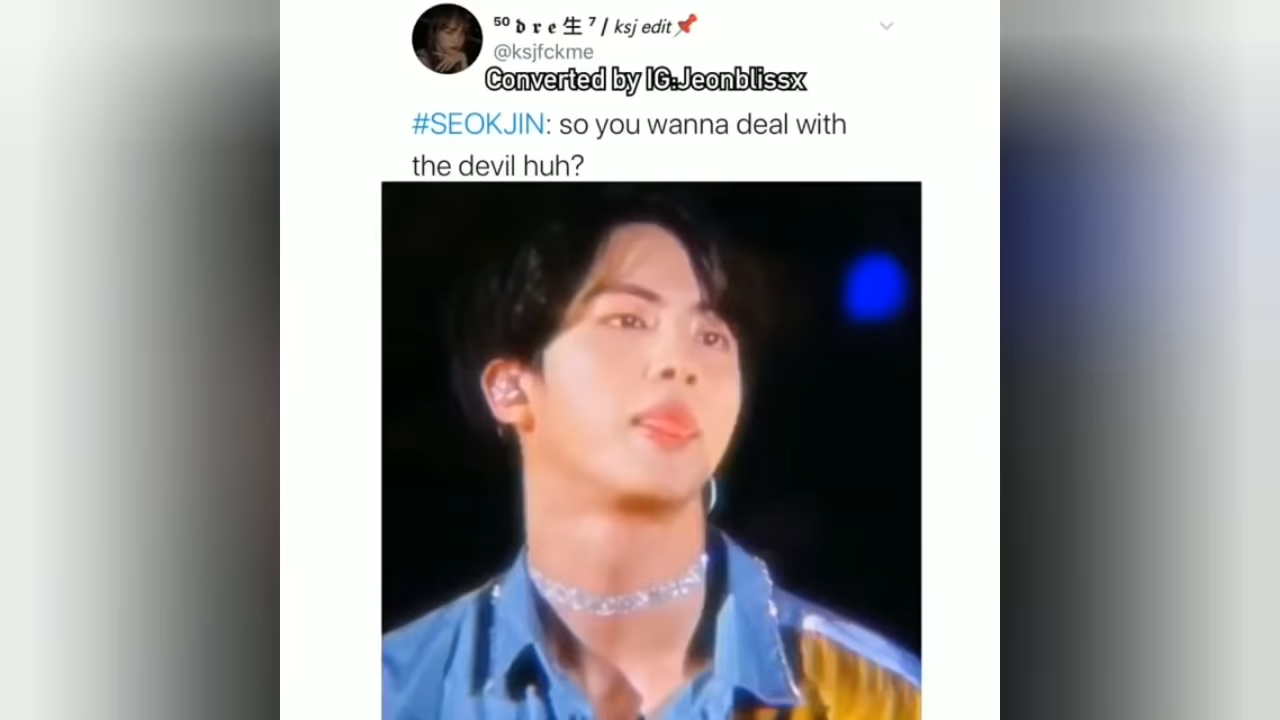 ⁵⁰ 𝖉 𝖗 𝖊 生 ⁷ / ksj edit📌
@ksjfckme
Converted by IG:Jeonblissx
#SEOKJIN: so you wanna deal with
the devil huh?